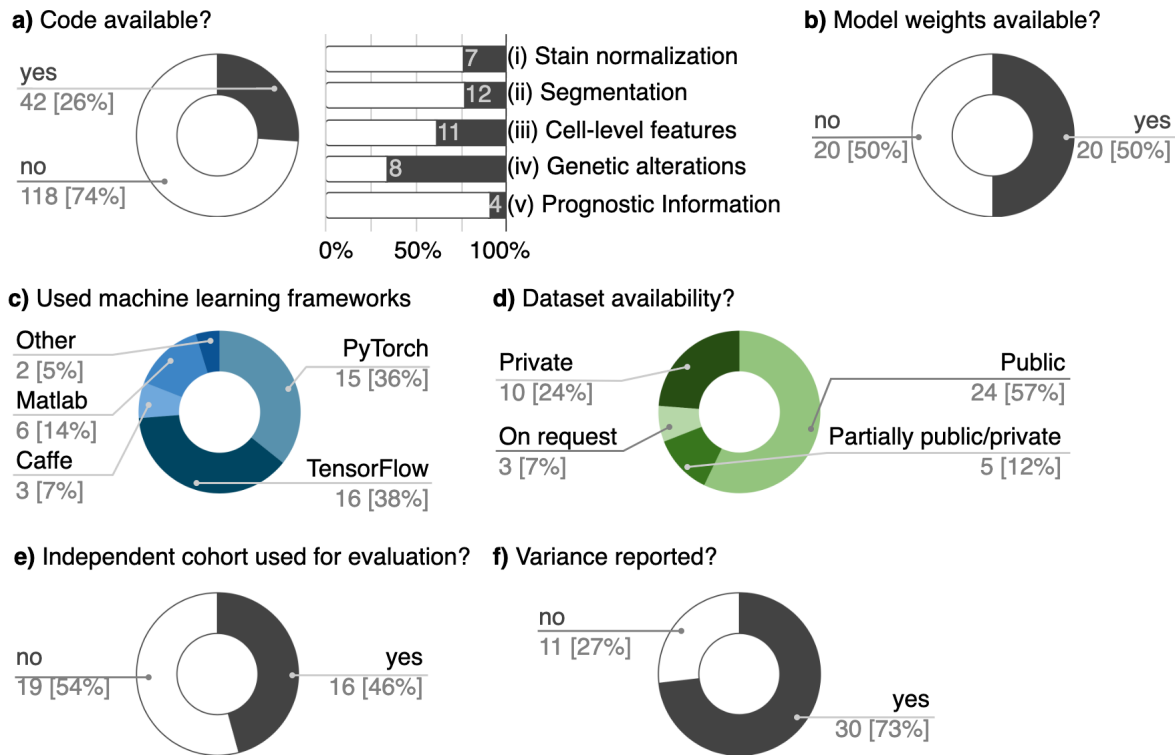 a) Code available?
yes
42 [26%]
no
118 [74%]
7 (i) Stain normalization
12 (ii) Segmentation
11 (iii) Cell-level features
8 (iv) Genetic alterations
4 (v) Prognostic Information
0% 50% 100%
b) Model weights available?
no
20 [50%]
yes
20 [50%]
c) Used machine learning frameworks
Other
2 [5%]
Matlab
6 [14%]
Caffe
3 [7%]
PyTorch
15 [36%]
TensorFlow
16 [38%]
d) Dataset availability?
Private
10 [24%]
On request
3 [7%]
Public
24 [57%]
Partially public/private
5 [12%]
e) Independent cohort used for evaluation?
no
19 [54%]
yes
16 [46%]
f) Variance reported?
no
11 [27%]
yes
30 [73%]